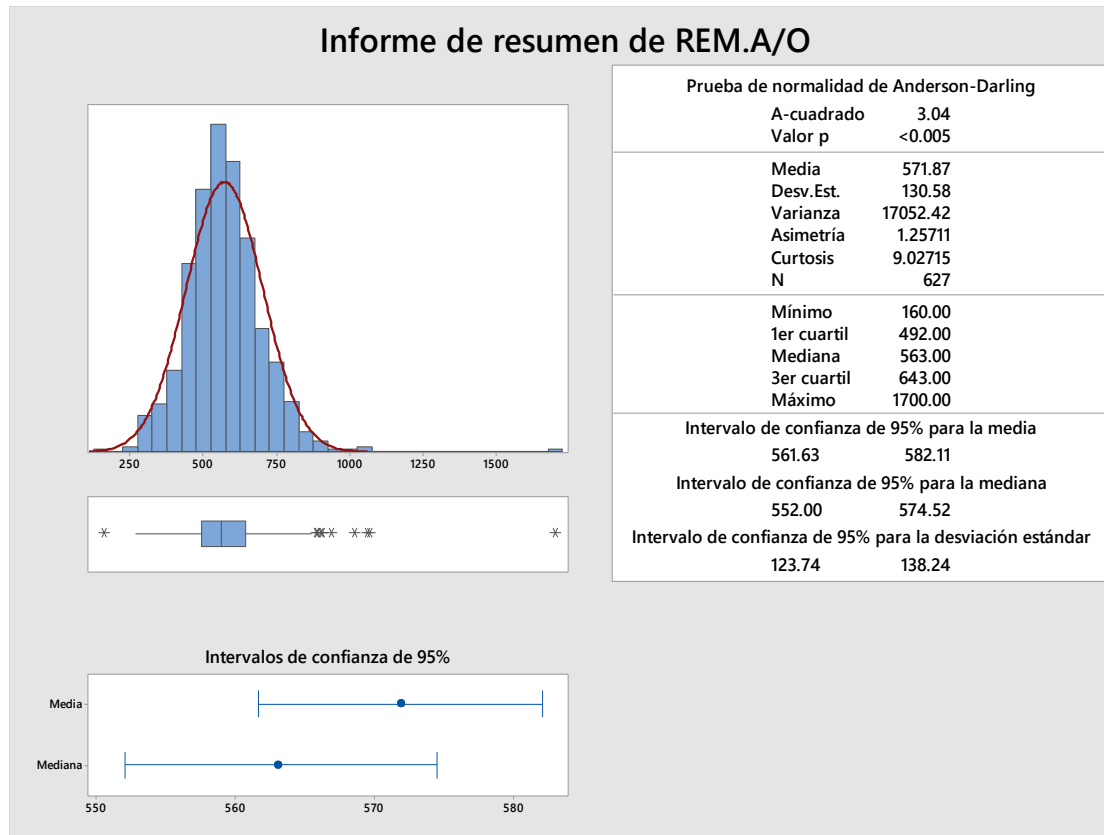 Informe de resumen de REM.A/O
250 500 750 1000 1250 1500
Intervalos de confianza de 95%
Media
Mediana
550 560 570 580
Prueba de normalidad de Anderson-Darling
A-cuadrado 3.04
Valor p <0.005
Media 571.87
Desv.Est. 130.58
Varianza 17052.42
Asimetría 1.25711
Curtosis 9.02715
N 627
Mínimo 160.00
1er cuartil 492.00
Mediana 563.00
3er cuartil 643.00
Máximo 1700.00
Intervalo de confianza de 95% para la media
561.63 582.11
Intervalo de confianza de 95% para la mediana
552.00 574.52
Intervalo de confianza de 95% para la desviación estándar
123.74 138.24